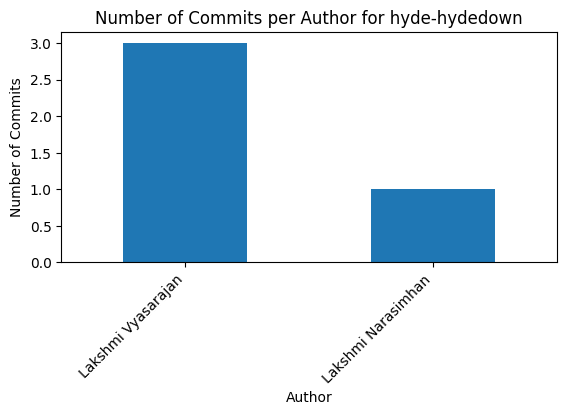 Number of Commits per Author for hyde-hydedown
Number of Commits
3.0
2.5
2.0
1.5
1.0
0.5
0.0
Lakshmi Vyasarajan
Lakshmi Narasimhan
Author